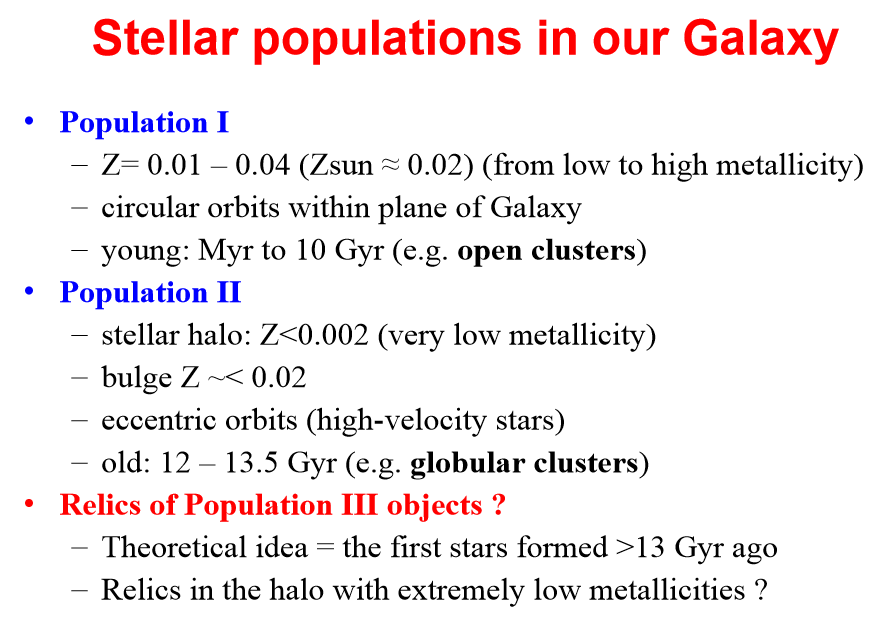 Stellar populations in our Galaxy
• Population I
– Z= 0.01 – 0.04 (Zsun ≈ 0.02) (from low to high metallicity)
– circular orbits within plane of Galaxy
– young: Myr to 10 Gyr (e.g. open clusters)
• Population II
– stellar halo: Z<0.002 (very low metallicity)
– bulge Z ~< 0.02
– eccentric orbits (high-velocity stars)
– old: 12 – 13.5 Gyr (e.g. globular clusters)
• Relics of Population III objects ?
– Theoretical idea = the first stars formed >13 Gyr ago
– Relics in the halo with extremely low metallicities ?